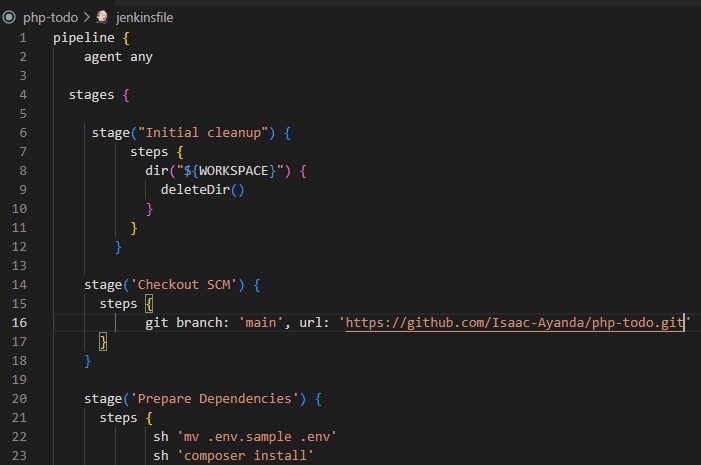 php-todo > jenkinsfile
1 pipeline {
2 agent any
3
4 stages {
5
6 stage("Initial cleanup") {
7 steps {
8 dir("${WORKSPACE}") {
9 deleteDir()
10 }
11 }
12 }
13
14 stage('Checkout SCM') {
15 steps {
16 git branch: 'main', url: 'https://github.com/Isaac-Ayanda/php-todo.git'
17 }
18 }
19
20 stage('Prepare Dependencies') {
21 steps {
22 sh 'mv .env.sample .env'
23 sh 'composer install'